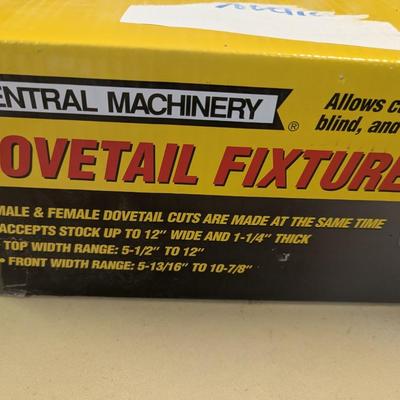 ENTRAL MACHINERY
®
Allows c
blind, and
OVETAIL FIXTURE
MALE & FEMALE DOVETAIL CUTS ARE MADE AT THE SAME TIME
ACCEPTS STOCK UP TO 12" WIDE AND 1-1/4" THICK
TOP WIDTH RANGE: 5-1/2" TO 12"
• FRONT WIDTH RANGE: 5-13/16" TO 10-7/8"